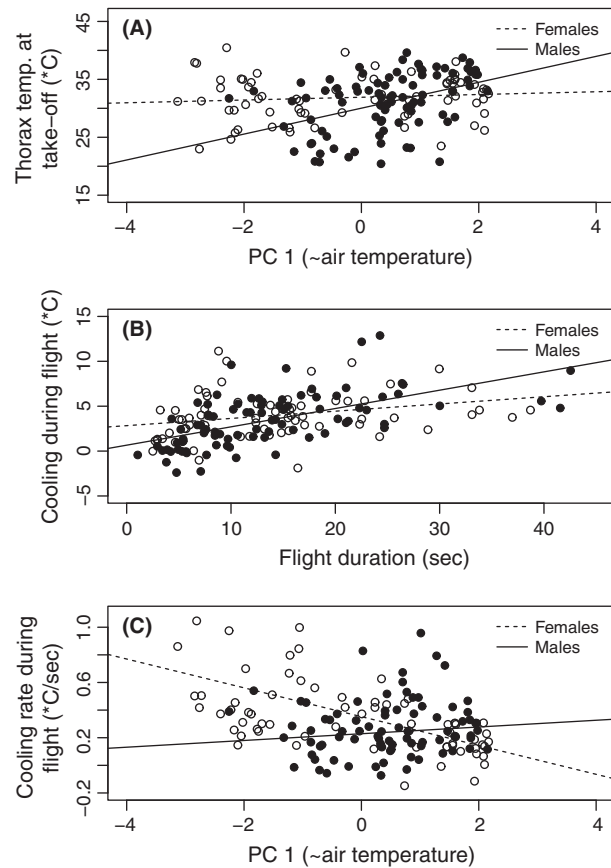 (A)
Females
Males
Thorax temp. at
take−off (*C)
45
35
25
15
−4
−2
0
2
4
PC 1 (~air temperature)
(B)
Females
Males
Cooling during flight (*C)
15
10
5
0
−5
0
10
20
30
40
Flight duration (sec)
(C)
Females
Males
Cooling rate during
flight (*C/sec)
1.0
0.6
0.2
−0.2
−4
−2
0
2
4
PC 1 (~air temperature)